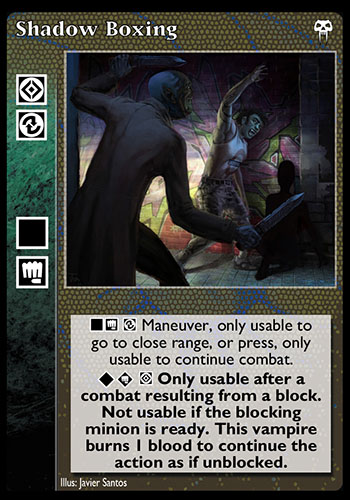 Shadow Boxing
Maneuver, only usable to
go to close range, or press, only
usable to continue combat.
Only usable after a
combat resulting from a block.
Not usable if the blocking
minion is ready. This vampire
burns 1 blood to continue the
action as if unblocked.
Illus: Javier Santos